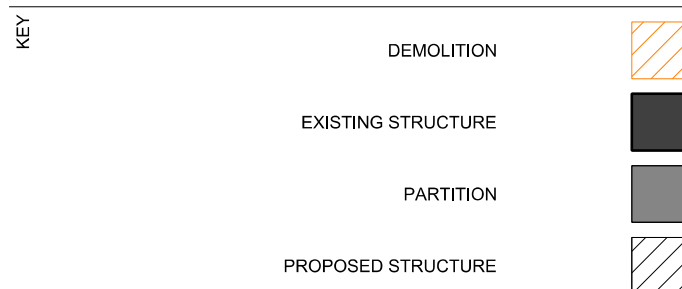 KEY
DEMOLITION
EXISTING STRUCTURE
PARTITION
PROPOSED STRUCTURE